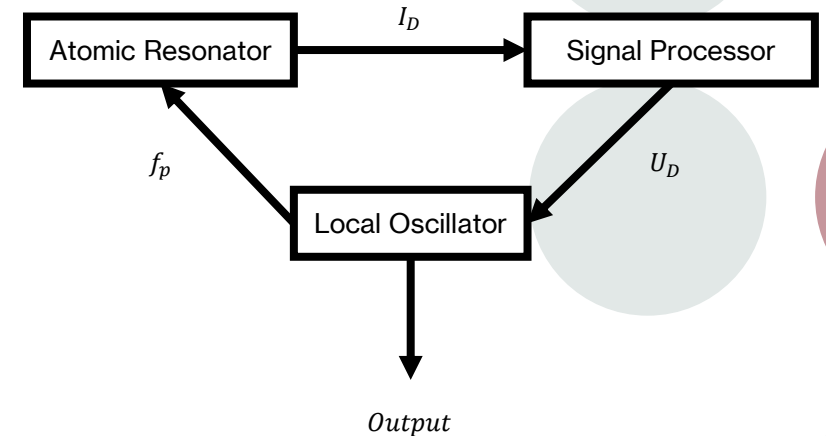 I_D
Atomic Resonator
Signal Processor
f_p
U_D
Local Oscillator
Output